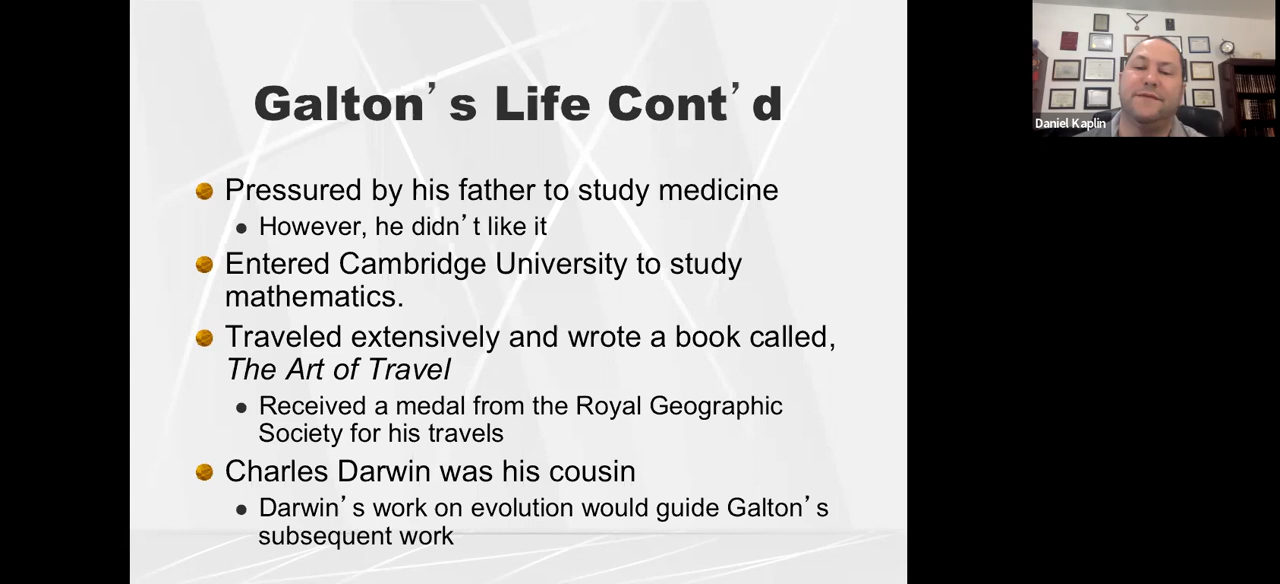 Galton’s Life Cont’d
Pressured by his father to study medicine
However, he didn’t like it
Entered Cambridge University to study
mathematics.
Traveled extensively and wrote a book called,
The Art of Travel
Received a medal from the Royal Geographic
Society for his travels
Charles Darwin was his cousin
Darwin’s work on evolution would guide Galton’s
subsequent work
Daniel Kaplin